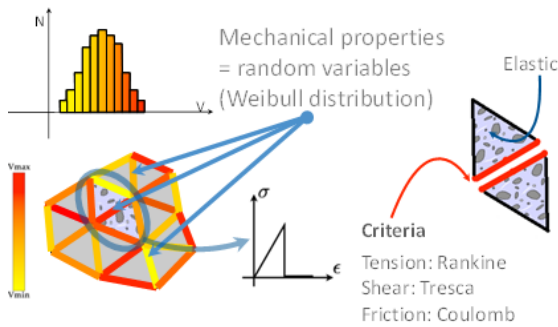 N
V
Mechanical properties
= random variables
(Weibull distribution)
Elastic
Vmax
Vmin
σ
ϵ
Criteria
Tension: Rankine
Shear: Tresca
Friction: Coulomb